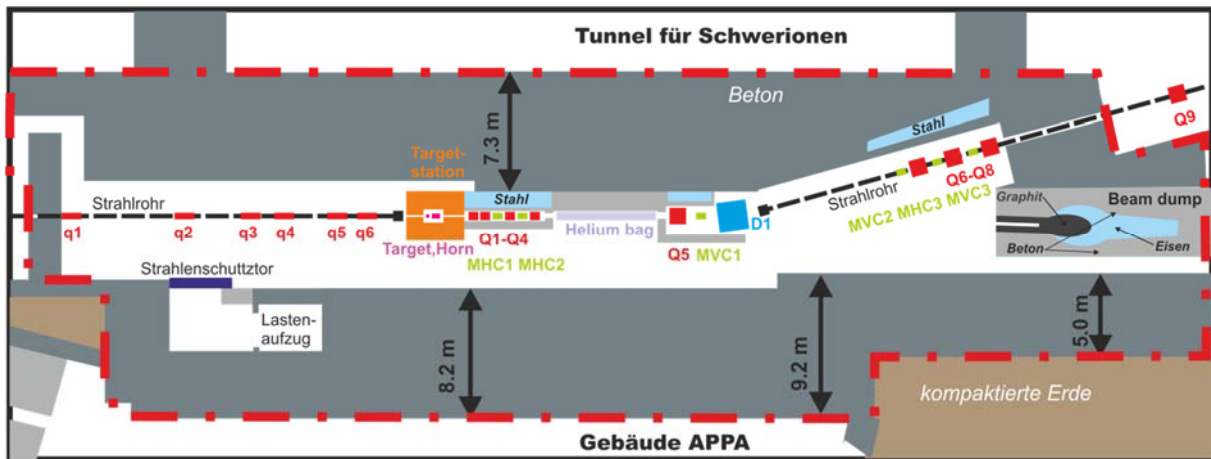 Tunnel für Schwerionen
Beton
7.3 m
Target-
station
Stahl
Q9
Strahlrohr
q1
q2
q3
q4
q5
q6
Target,Horn
Stahl
Q1-Q4
MHC1 MHC2
Helium bag
Q5
MVC1
D1
Strahlrohr
Q6-Q8
MVC2 MHC3 MVC3
Graphit
Beam dump
Beton
Eisen
Strahlenschuttztor
Lasten-
aufzug
8.2 m
9.2 m
5.0 m
kompaktierte Erde
Gebäude APPA